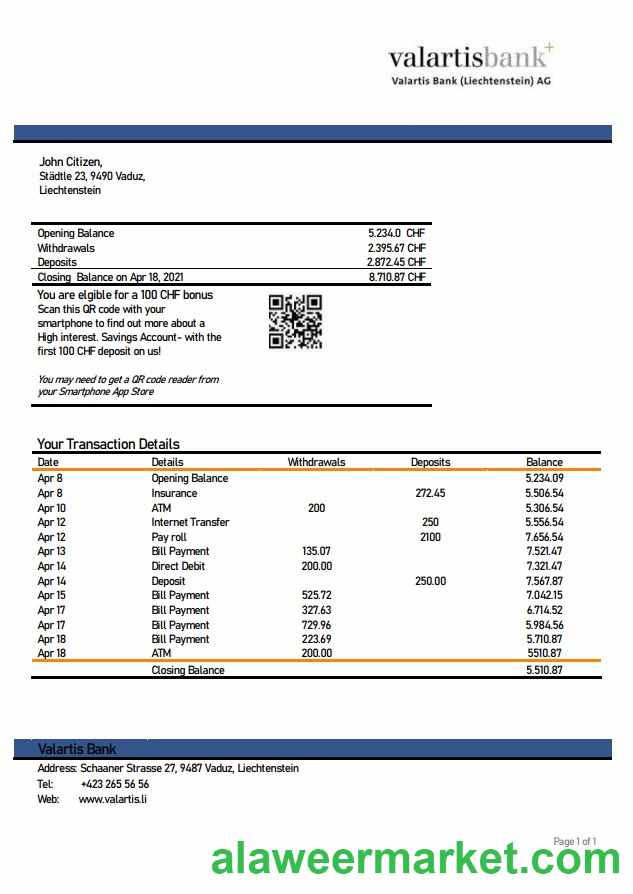 valartisbank+
Valartis Bank (Liechtenstein) AG
John Citizen,
Städtle 23, 9490 Vaduz,
Liechtenstein
Opening Balance 5.234.0 CHF
Withdrawals 2.395.67 CHF
Deposits 2.872.45 CHF
Closing Balance on Apr 18, 2021 8.710.87 CHF
You are elgible for a 100 CHF bonus
Scan this QR code with your
smartphone to find out more about a
High interest. Savings Account- with the
first 100 CHF deposit on us!
You may need to get a QR code reader from
your Smartphone App Store
Your Transaction Details
Date Details Withdrawals Deposits Balance
Apr 8 Opening Balance 5.234.09
Apr 8 Insurance 272.45 5.506.54
Apr 10 ATM 200 5.306.54
Apr 12 Internet Transfer 250 5.556.54
Apr 12 Pay roll 2100 7.656.54
Apr 13 Bill Payment 135.07 7.521.47
Apr 14 Direct Debit 200.00 7.321.47
Apr 14 Deposit 250.00 7.567.87
Apr 15 Bill Payment 525.72 7.042.15
Apr 17 Bill Payment 327.63 6.714.52
Apr 17 Bill Payment 729.96 5.984.56
Apr 18 Bill Payment 223.69 5.710.87
Apr 18 ATM 200.00 5510.87
Closing Balance 5.510.87
Valartis Bank
Address: Schaaner Strasse 27, 9487 Vaduz, Liechtenstein
Tel: +423 265 56 56
Web: www.valartis.li
Page 1 of 1
alaweermarket.com